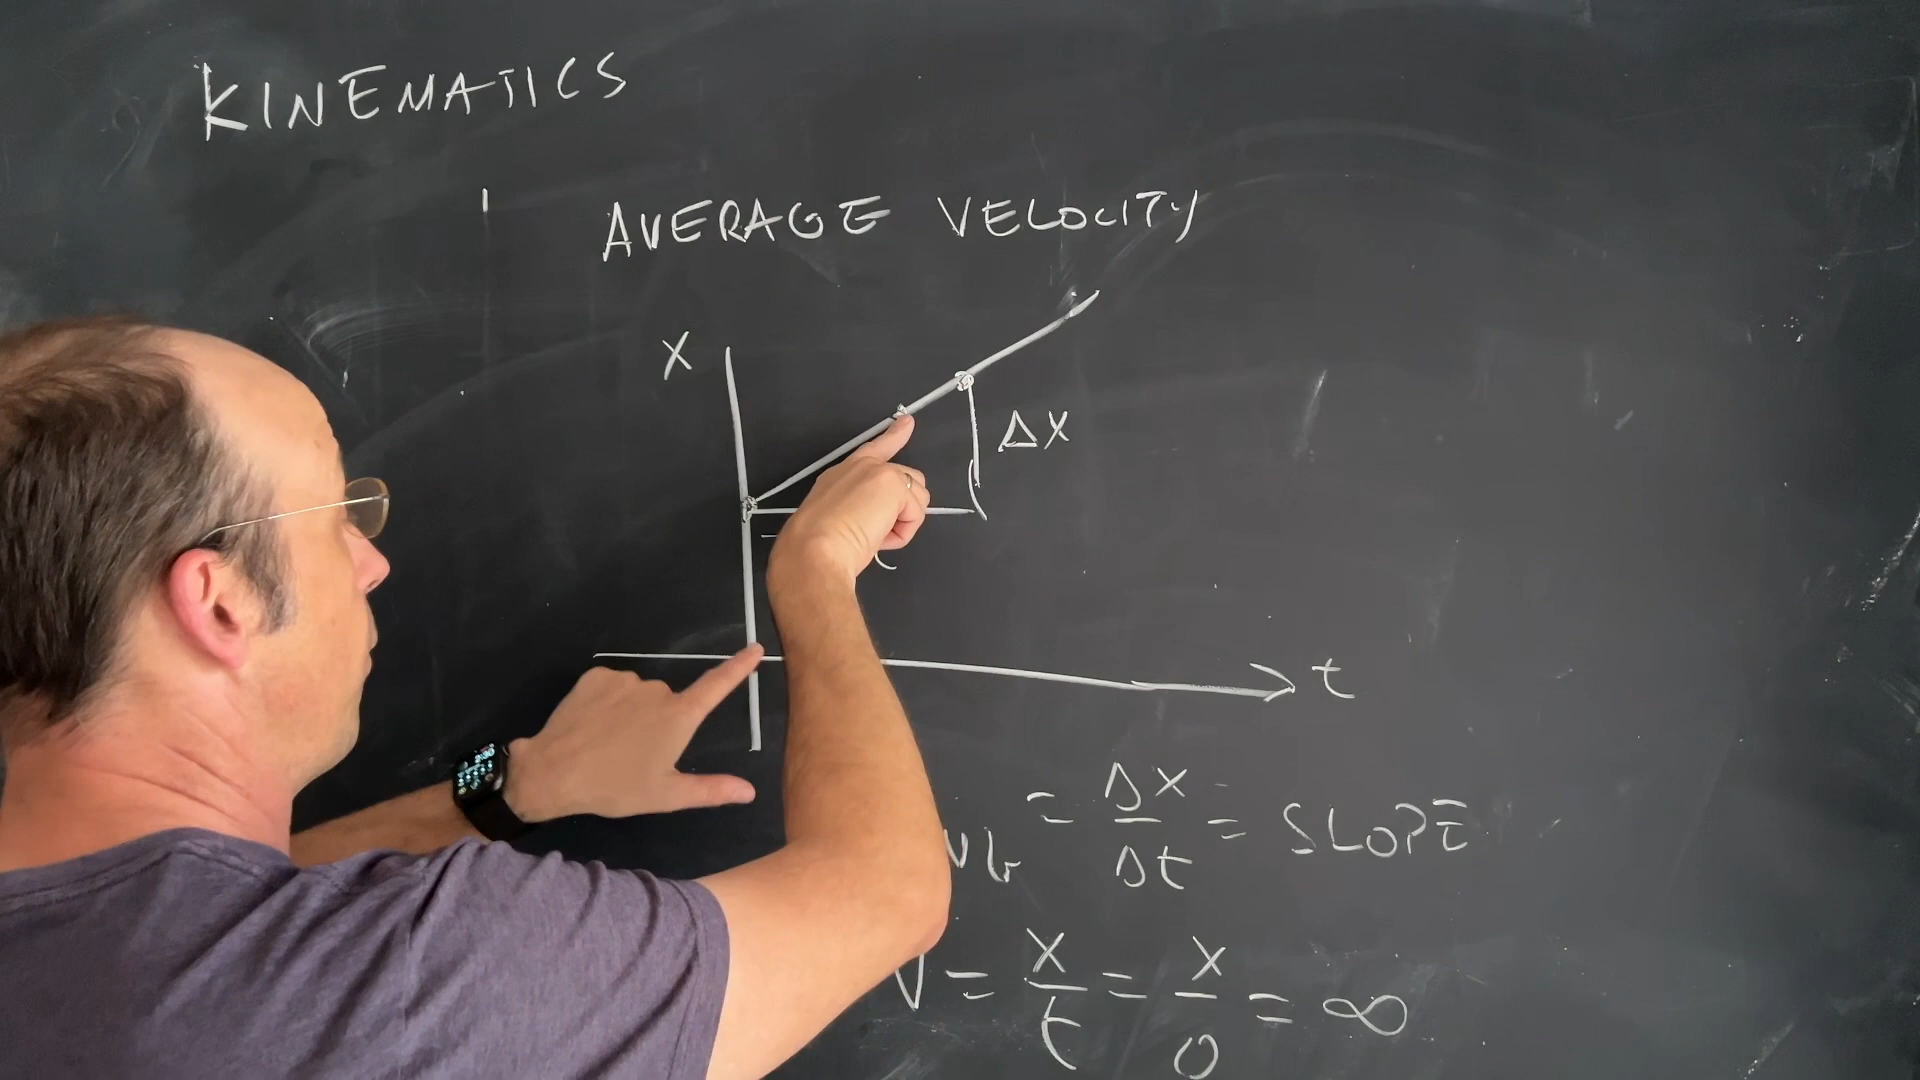 KINEMATICS
AVERAGE VELOCITY
X
ΔX
t
= ΔX/Δt = SLOPE
V = X/t = X/0 = ∞